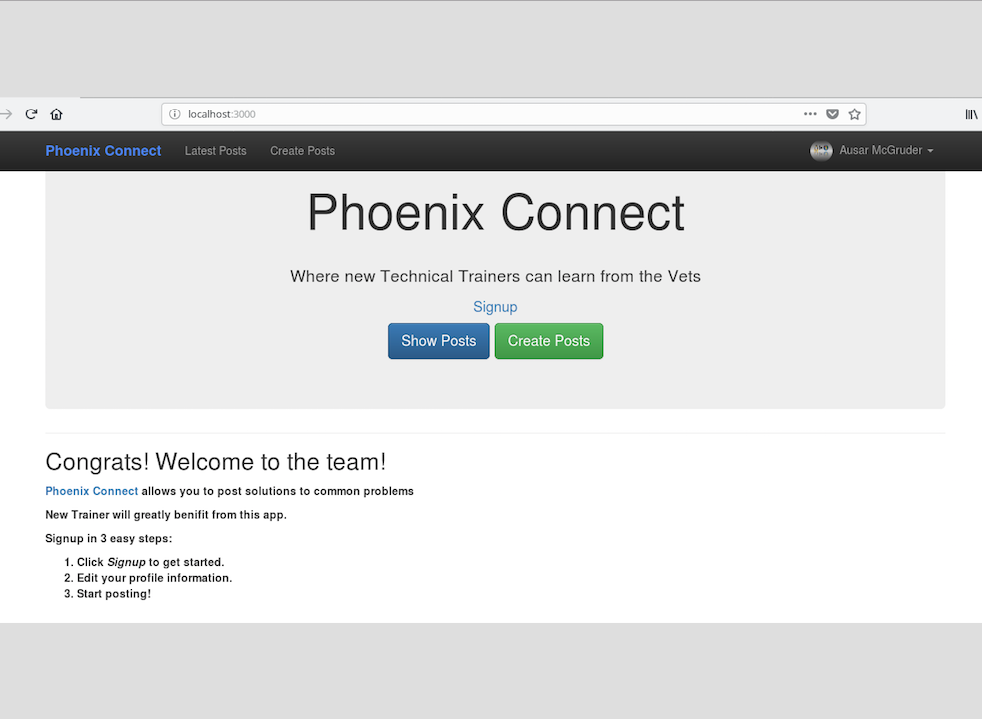 localhost:3000
Phoenix Connect Latest Posts Create Posts Ausar McGruder
Phoenix Connect
Where new Technical Trainers can learn from the Vets
Signup
Show Posts Create Posts
Congrats! Welcome to the team!
Phoenix Connect allows you to post solutions to common problems
New Trainer will greatly benifit from this app.
Signup in 3 easy steps:
1. Click Signup to get started.
2. Edit your profile information.
3. Start posting!